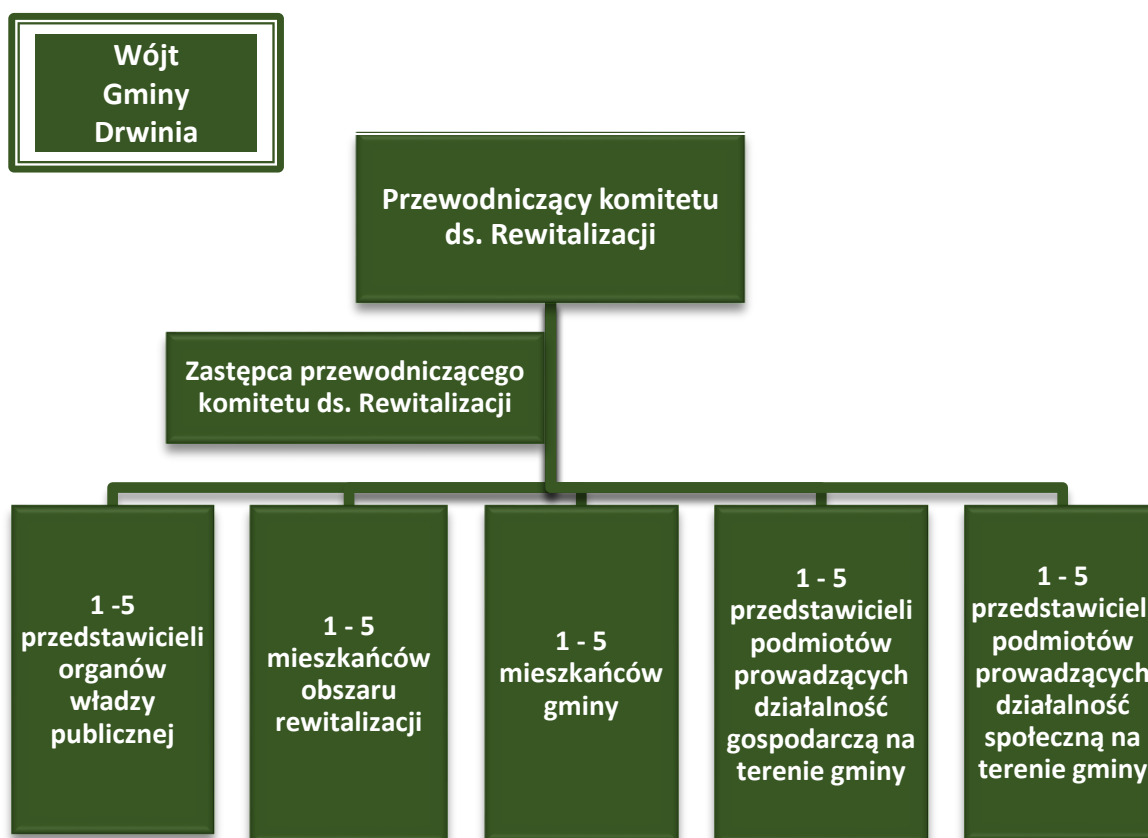 Wójt
Gminy
Drwinia
Przewodniczący komitetu
ds. Rewitalizacji
Zastępca przewodniczącego
komitetu ds. Rewitalizacji
1 -5
przedstawicieli
organów
władzy
publicznej
1 - 5
mieszkańców
obszaru
rewitalizacji
1 - 5
mieszkańców
gminy
1 - 5
przedstawicieli
podmiotów
prowadzących
działalność
gospodarczą na
terenie gminy
1 - 5
przedstawiciel
podmiotów
prowadzących
działalność
społeczną na
terenie gminy